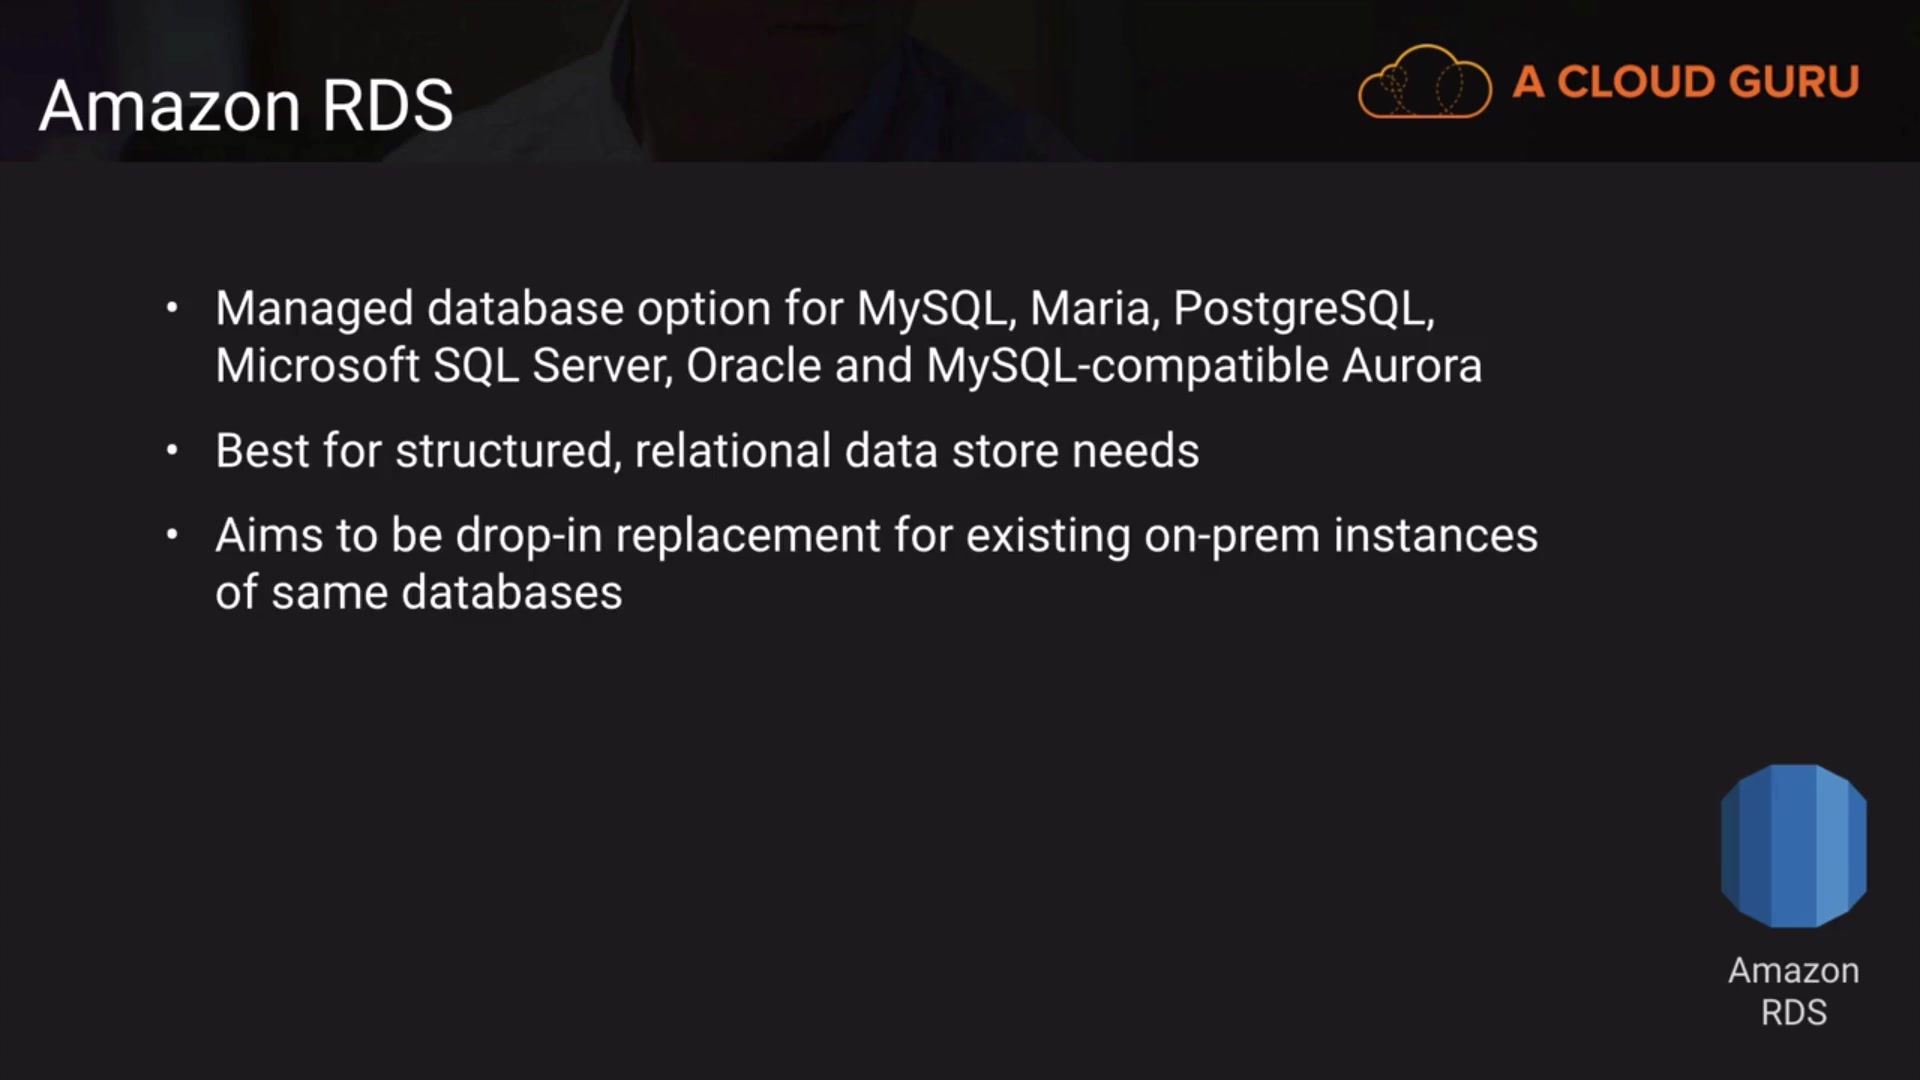 Amazon RDS
A CLOUD GURU
• Managed database option for MySQL, Maria, PostgreSQL,
Microsoft SQL Server, Oracle and MySQL-compatible Aurora
• Best for structured, relational data store needs
• Aims to be drop-in replacement for existing on-prem instances
of same databases
Amazon
RDS